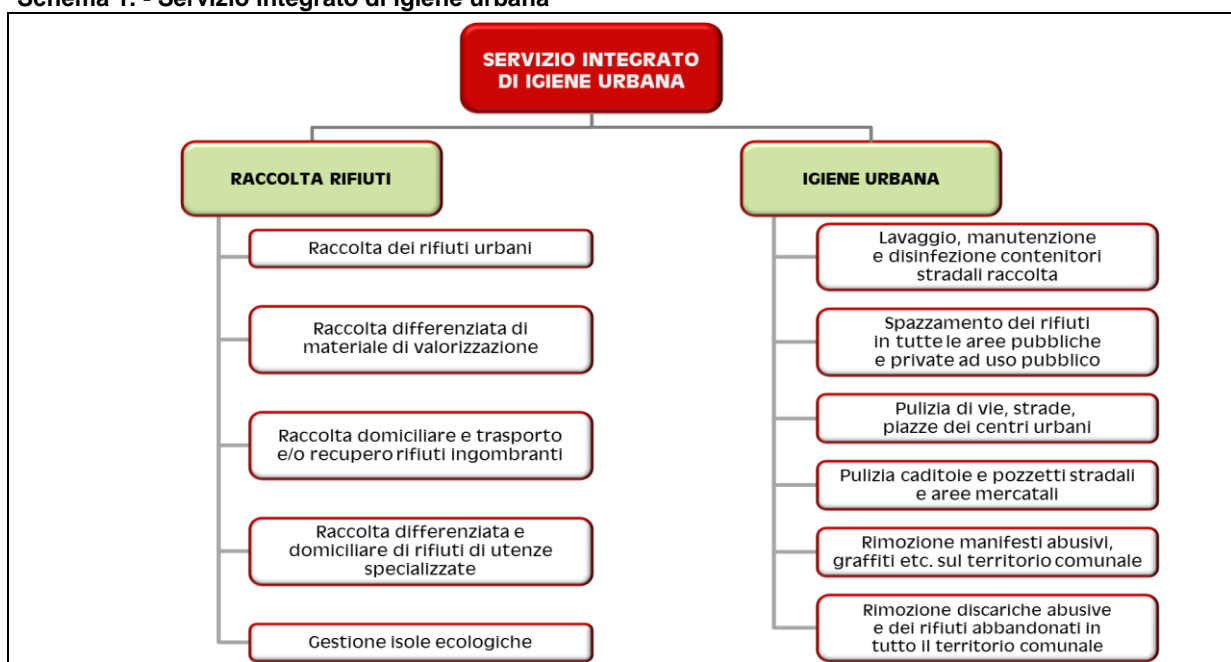 Schema 1. - Servizio integrato di Igiene urbana
SERVIZIO INTEGRATO
DI IGIENE URBANA
RACCOLTA RIFIUTI
Raccolta dei rifiuti urbani
Raccolta differenziata di
materiale di valorizzazione
Raccolta domiciliare e trasporto
e/o recupero rifiuti ingombranti
Raccolta differenziata e
domiciliare di rifiuti di utenze
specializzate
Gestione isole ecologiche
IGIENE URBANA
Lavaggio, manutenzione
e disinfezione contenitori
stradali raccolta
Spazzamento dei rifiuti
in tutte le aree pubbliche
e private ad uso pubblico
Pulizia di vie, strade,
piazze dei centri urbani
Pulizia caditoie e pozzetti stradali
e aree mercatali
Rimozione manifesti abusivi,
graffiti etc. sul territorio comunale
Rimozione discariche abusive
e dei rifiuti abbandonati in
tutto il territorio comunale